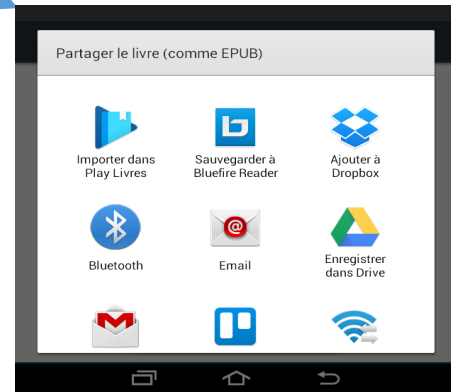 Partager le livre (comme EPUB)
Importer dans
Play Livres
Sauvegarder à
Bluefire Reader
Ajouter à
Dropbox
Bluetooth
Email
Enregistrer
dans Drive